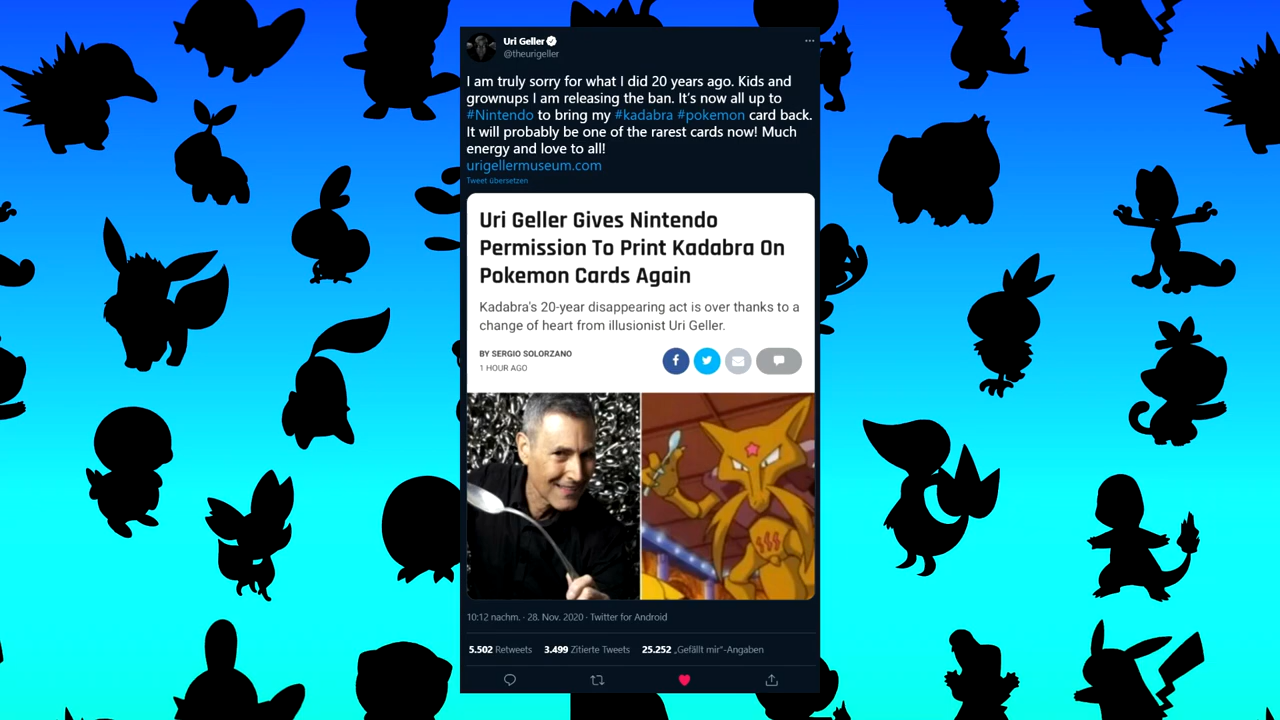 Uri Geller
@theurigeller
I am truly sorry for what I did 20 years ago. Kids and
grownups I am releasing the ban. It's now all up to
#Nintendo to bring my #kadabra #pokemon card back.
It will probably be one of the rarest cards now! Much
energy and love to all!
urigellermuseum.com
Tweet übersetzen
Uri Geller Gives Nintendo
Permission To Print Kadabra On
Pokemon Cards Again
Kadabra's 20-year disappearing act is over thanks to a
change of heart from illusionist Uri Geller.
BY SERGIO SOLORZANO
1 HOUR AGO
10:12 nachm. · 28. Nov. 2020 · Twitter for Android
5.502 Retweets 3.499 Zitierte Tweets 25.252 „Gefällt mir“-Angaben